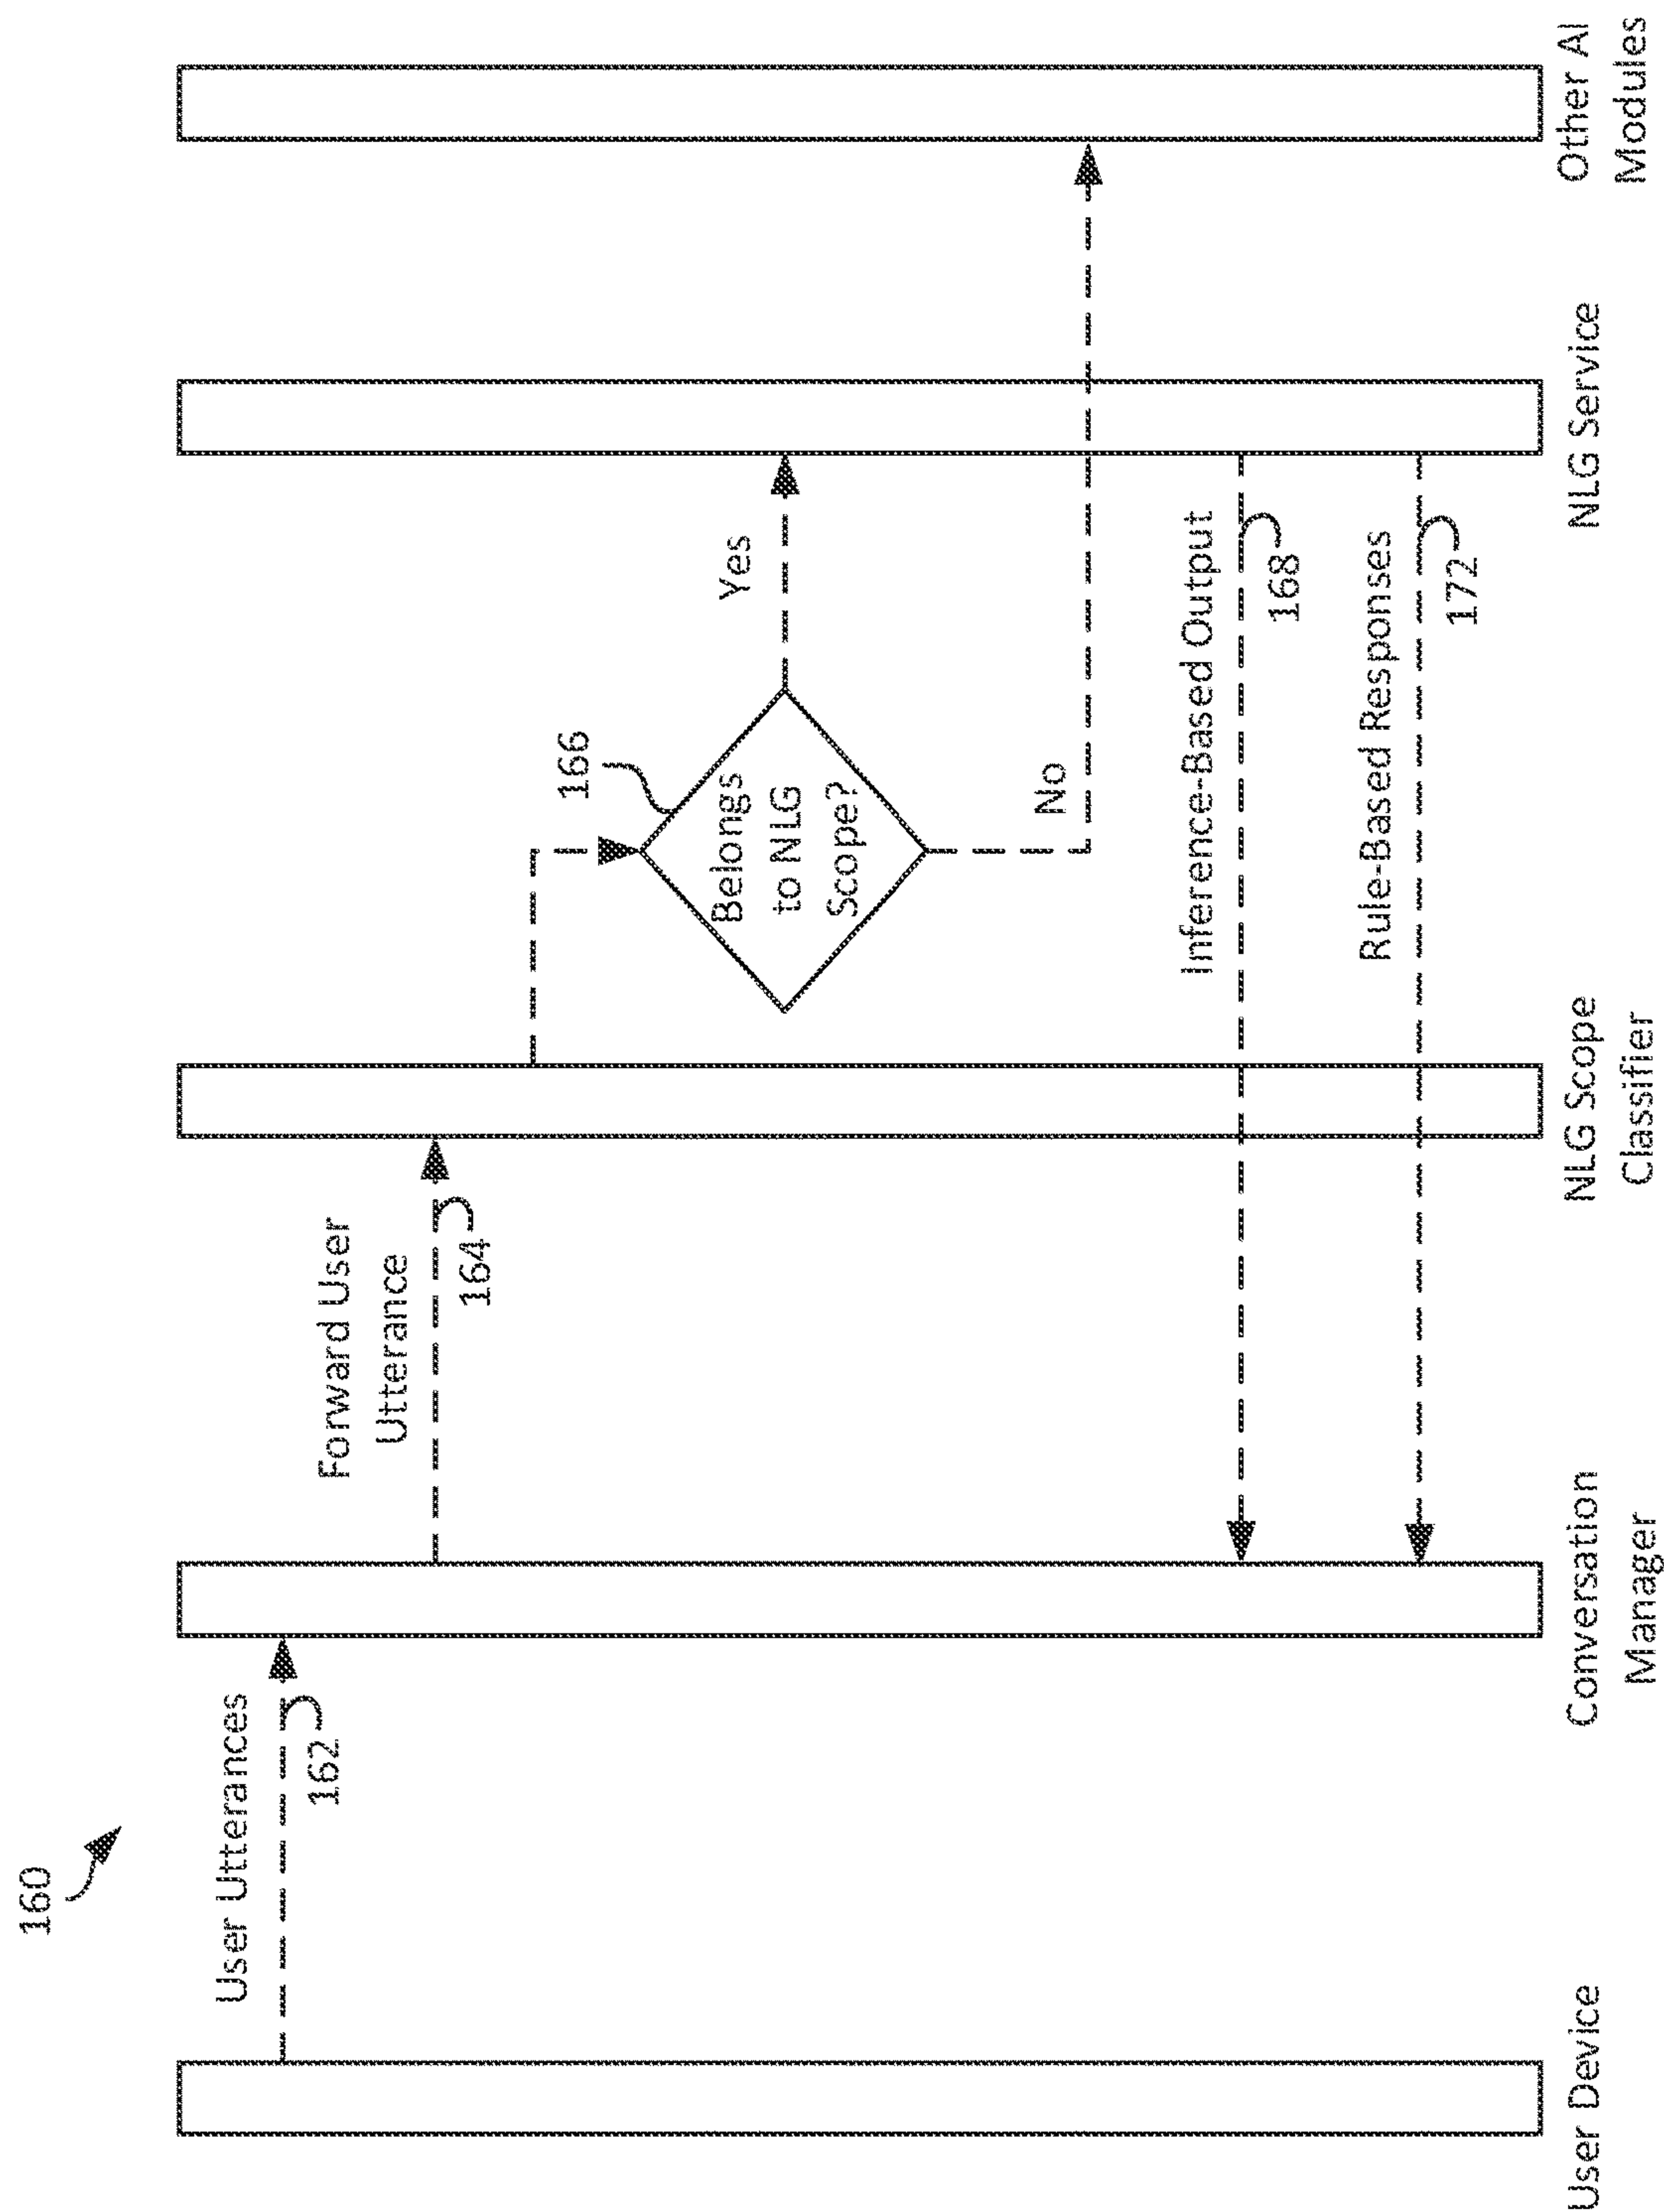 160
User Utterances
162
Forward User
Utterance
164
166
Belongs
to NLG
Scope?
Yes
No
Inference-Based Output
168
Rule-Based Responses
172
User Device
Conversation
Manager
NLG Scope
Classifier
NLG Service
Other AI
Modules